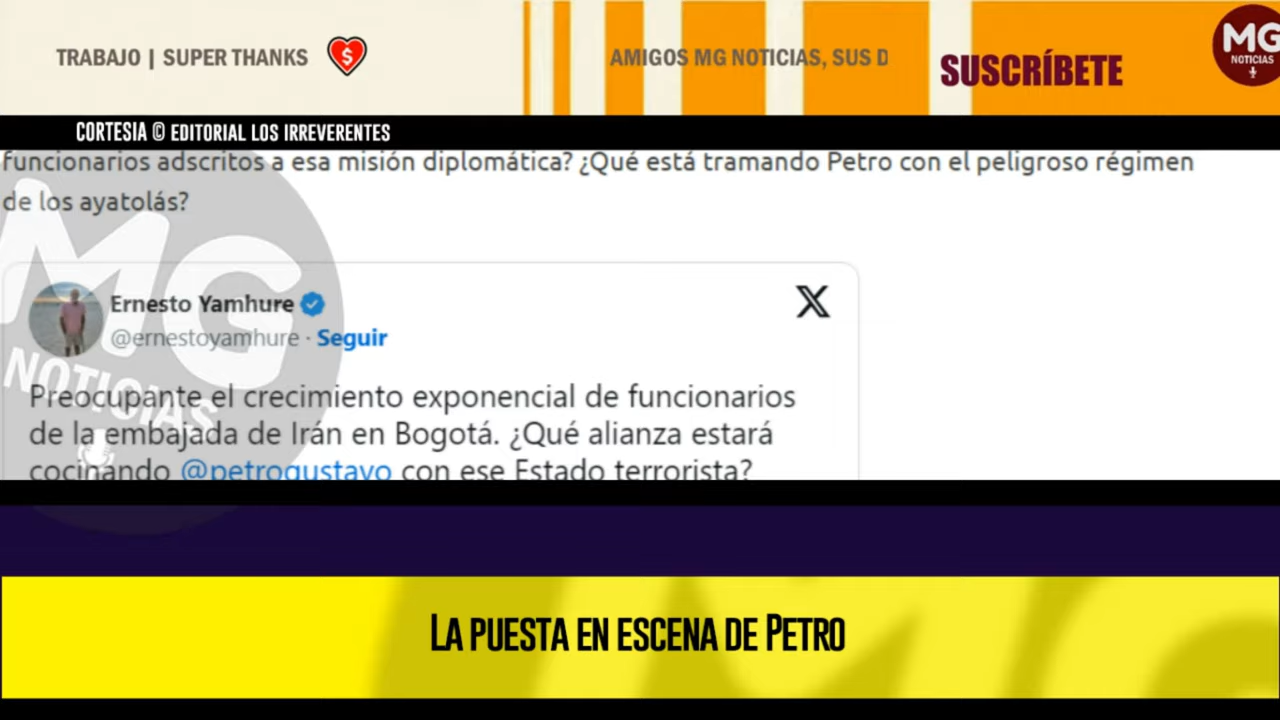 TRABAJO | SUPER THANKS
AMIGOS MG NOTICIAS, SUS D
SUSCRÍBETE
MG
NOTICIAS
CORTESIA © EDITORIAL LOS IRREVERENTES
funcionarios adscritos a esa misión diplomática? ¿Qué está tramando Petro con el peligroso régimen
de los ayatolás?
MG
NOTICIAS
Ernesto Yamhure
@ernestoyamhure · Seguir
Preocupante el crecimiento exponencial de funcionarios
de la embajada de Irán en Bogotá. ¿Qué alianza estará
cocinando @petrogustavo con ese Estado terrorista?
LA PUESTA EN ESCENA DE PETRO